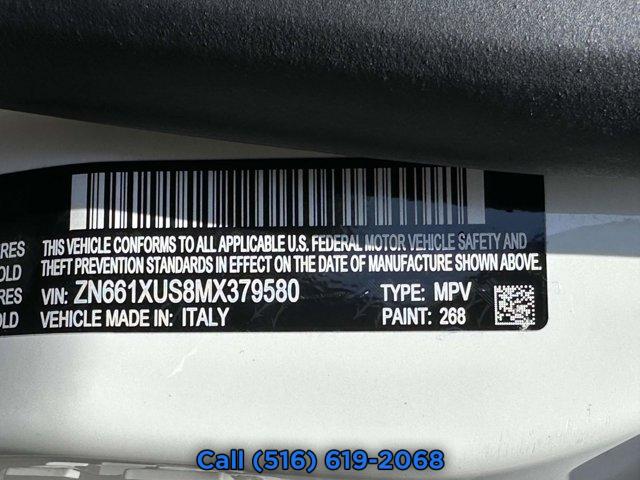 THIS VEHICLE CONFORMS TO ALL APPLICABLE U.S. FEDERAL MOTOR VEHICLE SAFETY AND
RES
THEFT PREVENTION STANDARDS IN EFFECT ON THE DATE OF MANUFACTURE SHOWN ABOVE.
OLD
RES VIN: ZN661XUS8MX379580 TYPE: MPV
OLD VEHICLE MADE IN: ITALY PAINT: 268
Call (516) 619-2068